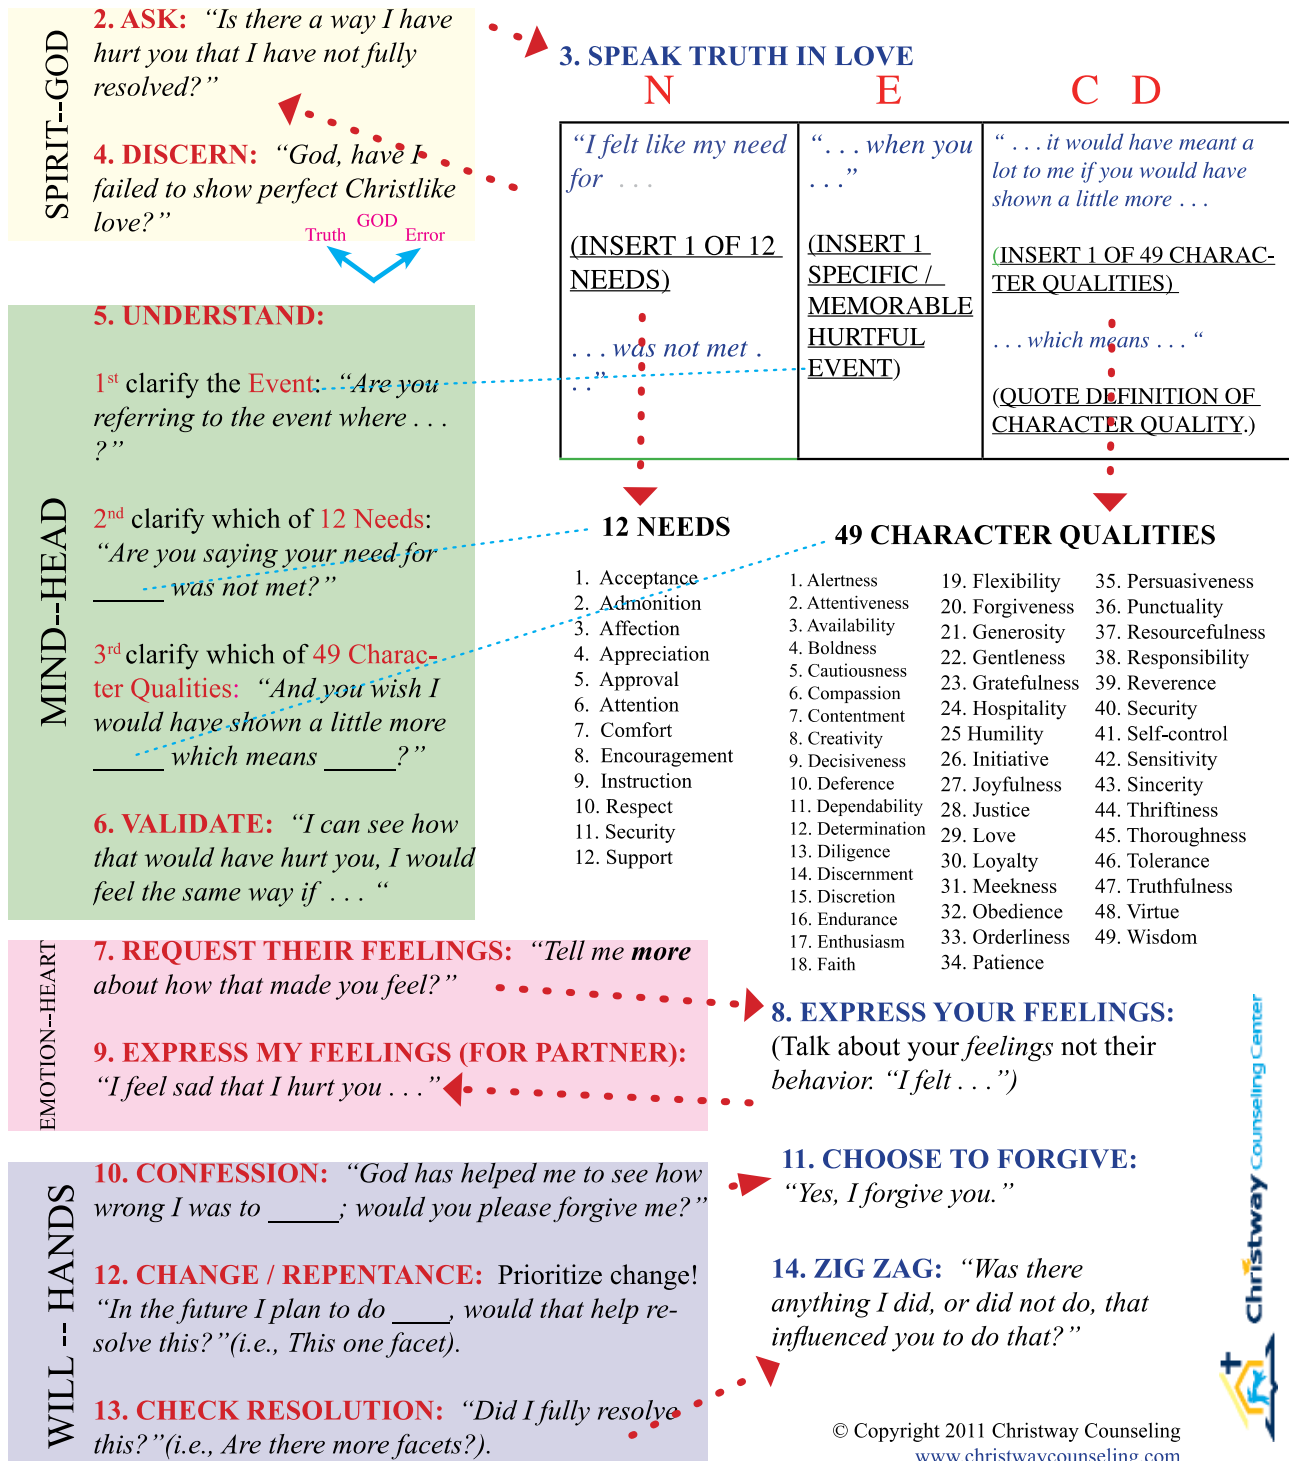 SPIRIT--GOD
2. ASK: “Is there a way I have
hurt you that I have not fully
resolved?”
4. DISCERN: “God, have I
failed to show perfect Christlike
love?”
GOD
Truth Error
3. SPEAK TRUTH IN LOVE
N E C D
“I felt like my need
for . . .
(INSERT 1 OF 12
NEEDS)
. . . was not met .
. .”
“. . . when you
. . .”
(INSERT 1
SPECIFIC /
MEMORABLE
HURTFUL
EVENT)
“ . . . it would have meant a
lot to me if you would have
shown a little more . . .
(INSERT 1 OF 49 CHARAC-
TER QUALITIES)
. . . which means . . . “
(QUOTE DEFINITION OF
CHARACTER QUALITY.)
MIND--HEAD
5. UNDERSTAND:
1st clarify the Event: “Are you
referring to the event where . . .
?”
2nd clarify which of 12 Needs:
“Are you saying your need for
_____ was not met?”
3rd clarify which of 49 Charac-
ter Qualities: “And you wish I
would have shown a little more
_____ which means _____?”
6. VALIDATE: “I can see how
that would have hurt you, I would
feel the same way if . . . “
12 NEEDS
1. Acceptance
2. Admonition
3. Affection
4. Appreciation
5. Approval
6. Attention
7. Comfort
8. Encouragement
9. Instruction
10. Respect
11. Security
12. Support
49 CHARACTER QUALITIES
1. Alertness
2. Attentiveness
3. Availability
4. Boldness
5. Cautiousness
6. Compassion
7. Contentment
8. Creativity
9. Decisiveness
10. Deference
11. Dependability
12. Determination
13. Diligence
14. Discernment
15. Discretion
16. Endurance
17. Enthusiasm
18. Faith
19. Flexibility
20. Forgiveness
21. Generosity
22. Gentleness
23. Gratefulness
24. Hospitality
25 Humility
26. Initiative
27. Joyfulness
28. Justice
29. Love
30. Loyalty
31. Meekness
32. Obedience
33. Orderliness
34. Patience
35. Persuasiveness
36. Punctuality
37. Resourcefulness
38. Responsibility
39. Reverence
40. Security
41. Self-control
42. Sensitivity
43. Sincerity
44. Thriftiness
45. Thoroughness
46. Tolerance
47. Truthfulness
48. Virtue
49. Wisdom
EMOTION--HEART
7. REQUEST THEIR FEELINGS: “Tell me more
about how that made you feel?”
9. EXPRESS MY FEELINGS (FOR PARTNER):
“I feel sad that I hurt you . . .”
8. EXPRESS YOUR FEELINGS:
(Talk about your feelings not their
behavior. “I felt . . .”)
WILL -- HANDS
10. CONFESSION: “God has helped me to see how
wrong I was to _____; would you please forgive me?”
12. CHANGE / REPENTANCE: Prioritize change!
“In the future I plan to do ____, would that help re-
solve this?”(i.e., This one facet).
13. CHECK RESOLUTION: “Did I fully resolve
this?”(i.e., Are there more facets?).
11. CHOOSE TO FORGIVE:
“Yes, I forgive you.”
14. ZIG ZAG: “Was there
anything I did, or did not do, that
influenced you to do that?”
Christway Counseling Center
© Copyright 2011 Christway Counseling
www.christwaycounseling.com